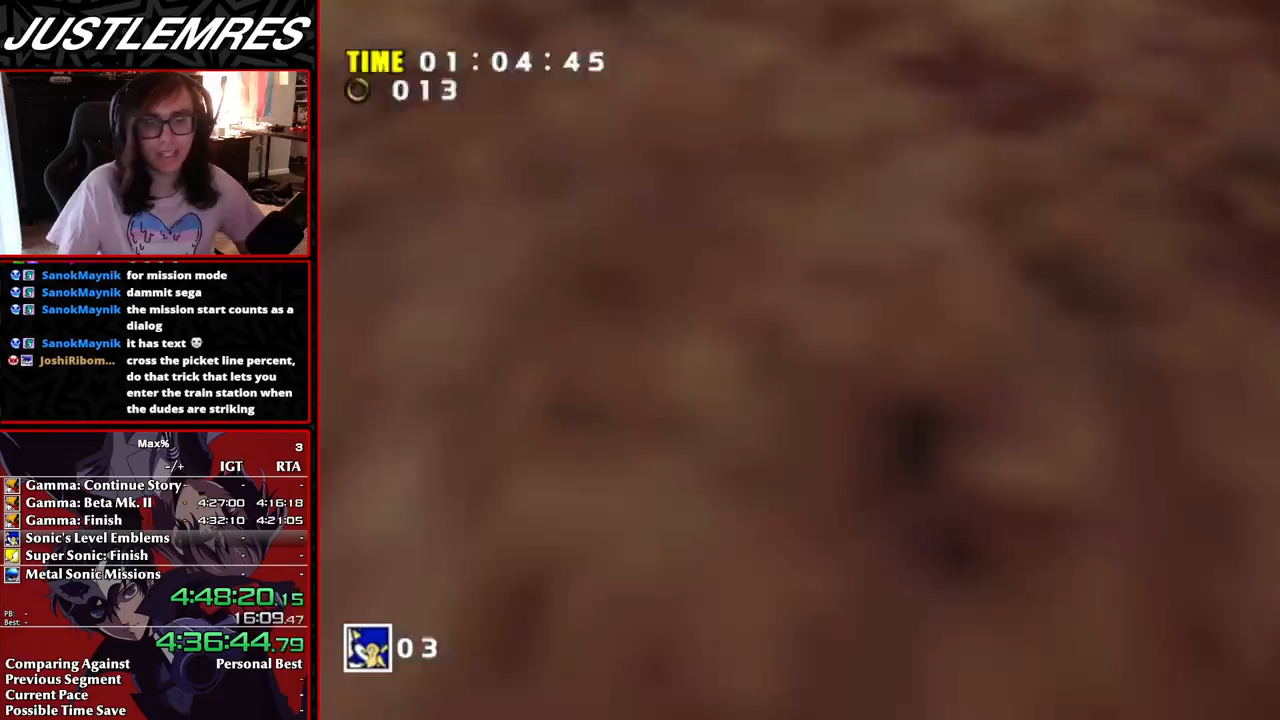 JUSTLEMRES
TIME 01:04:45
013
SanokMaynik for mission mode
SanokMaynik dammit sega
SanokMaynik the mission start counts as a
dialog
SanokMaynik it has text
JoshiRibom... cross the picket line percent,
do that trick that lets you
enter the train station when
the dudes are striking
Max% 3
-/+ IGT RTA
Gamma: Continue Story - - -
Gamma: Beta Mk. II - 4:27:00 4:16:18
Gamma: Finish 4:32:10 4:21:05
Sonic's Level Emblems - -
Super Sonic: Finish - -
Metal Sonic Missions - -
4:48:20.15
PB: -
Best: -
16:09.47
4:36:44.79
Comparing Against Personal Best
Previous Segment -
Current Pace -
Possible Time Save -
03